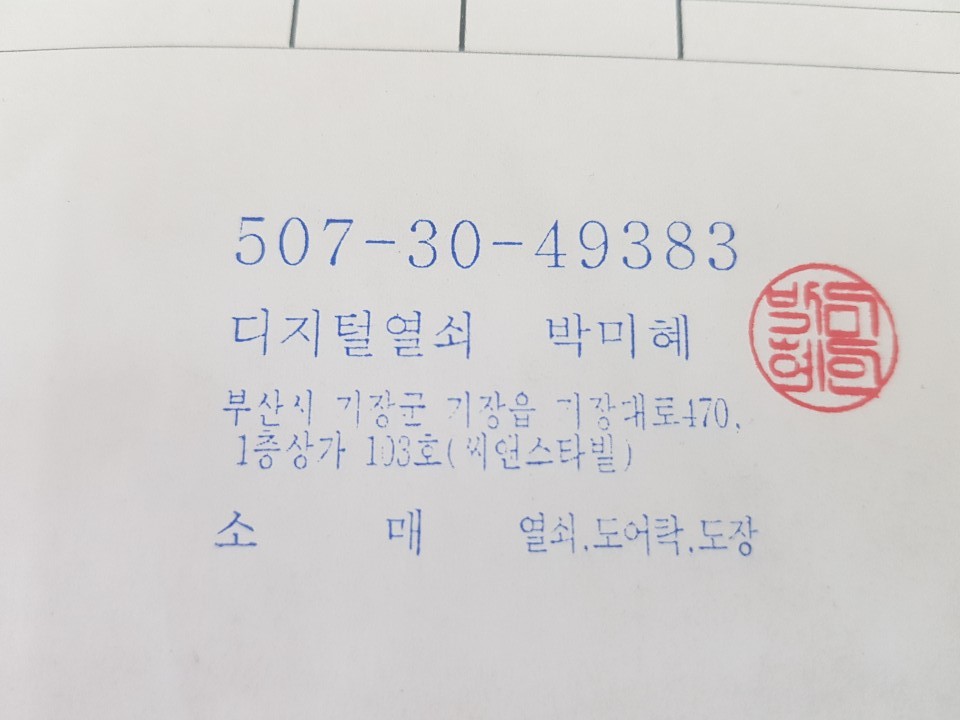 507-30-49383
디지털열쇠 박미혜
부산시 기장군 기장읍 기장대로470,
1층상가 103호(씨앤스타빌)
소 매 열쇠.도어락.도장